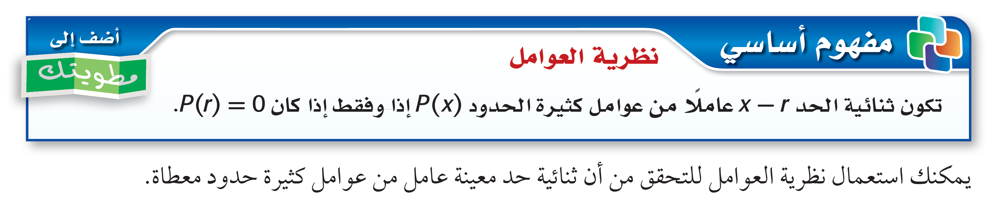 مفهوم أساسي
نظرية العوامل
أضف إلى
مطويتك
تكون ثنائية الحد x − r عاملًا من عوامل كثيرة الحدود P(x) إذا وفقط إذا كان P(r) = 0.
يمكنك استعمال نظرية العوامل للتحقق من أن ثنائية حد معينة عامل من عوامل كثيرة حدود معطاة.